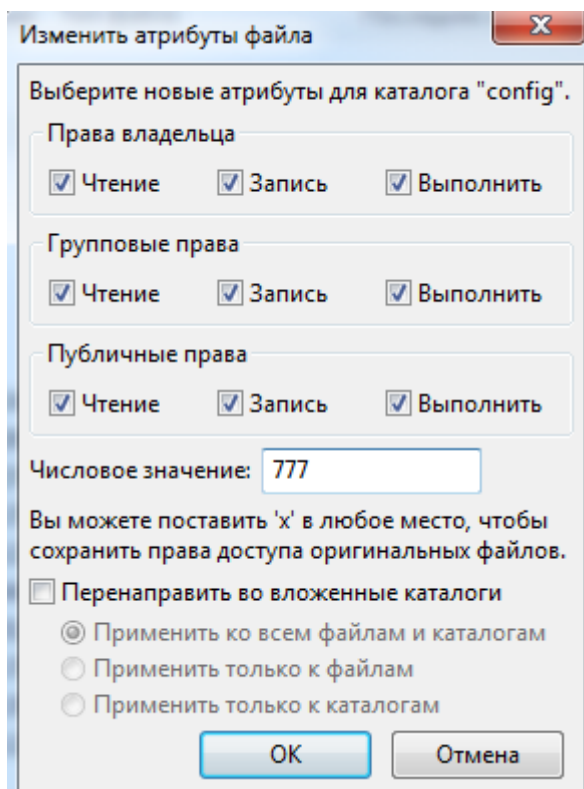 Изменить атрибуты файла
Выберите новые атрибуты для каталога "config".
Права владельца
Чтение Запись Выполнить
Групповые права
Чтение Запись Выполнить
Публичные права
Чтение Запись Выполнить
Числовое значение: 777
Вы можете поставить 'x' в любое место, чтобы
сохранить права доступа оригинальных файлов.
Перенаправить во вложенные каталоги
Применить ко всем файлам и каталогам
Применить только к файлам
Применить только к каталогам
OK Отмена